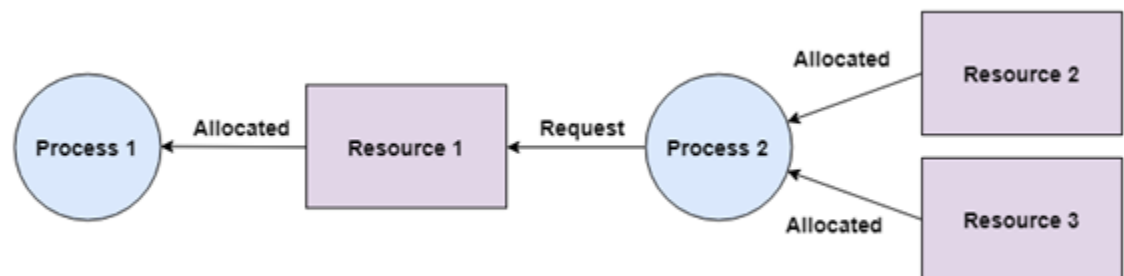 Process 1
Allocated
Resource 1
Request
Process 2
Allocated
Resource 2
Allocated
Resource 3